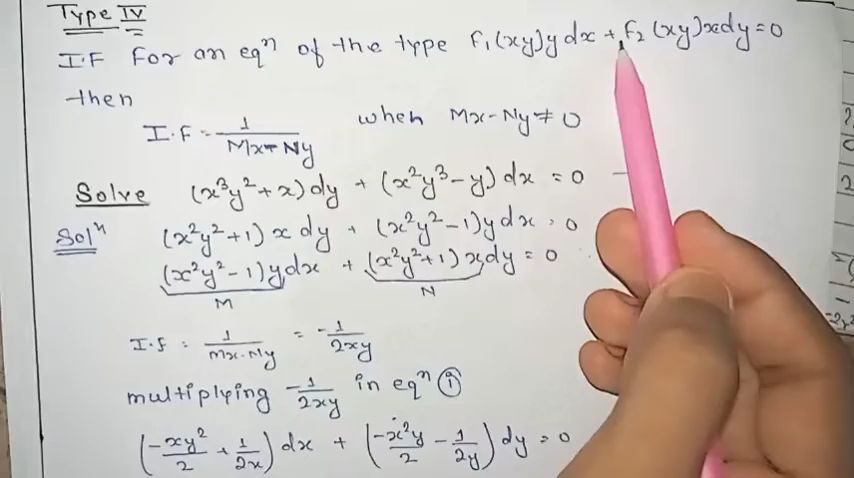 Type IV
I.F For an eqⁿ of the type F₁(xy)y dx + F₂(xy)xdy = 0
then
I.F = 1/(Mx-Ny) when Mx-Ny ≠ 0
Solve (x³y²+x)dy + (x²y³-y)dx = 0
Solⁿ (x²y²+1)x dy + (x²y²-1)y dx = 0
(x²y²-1)ydx + (x²y²+1)xdy = 0
M N
I.f = 1/(Mx-Ny) = -1/2xy
multiplying -1/2xy in eqⁿ ①
(-xy²/2 + 1/2x) dx + (-x²y/2 - 1/2y) dy = 0